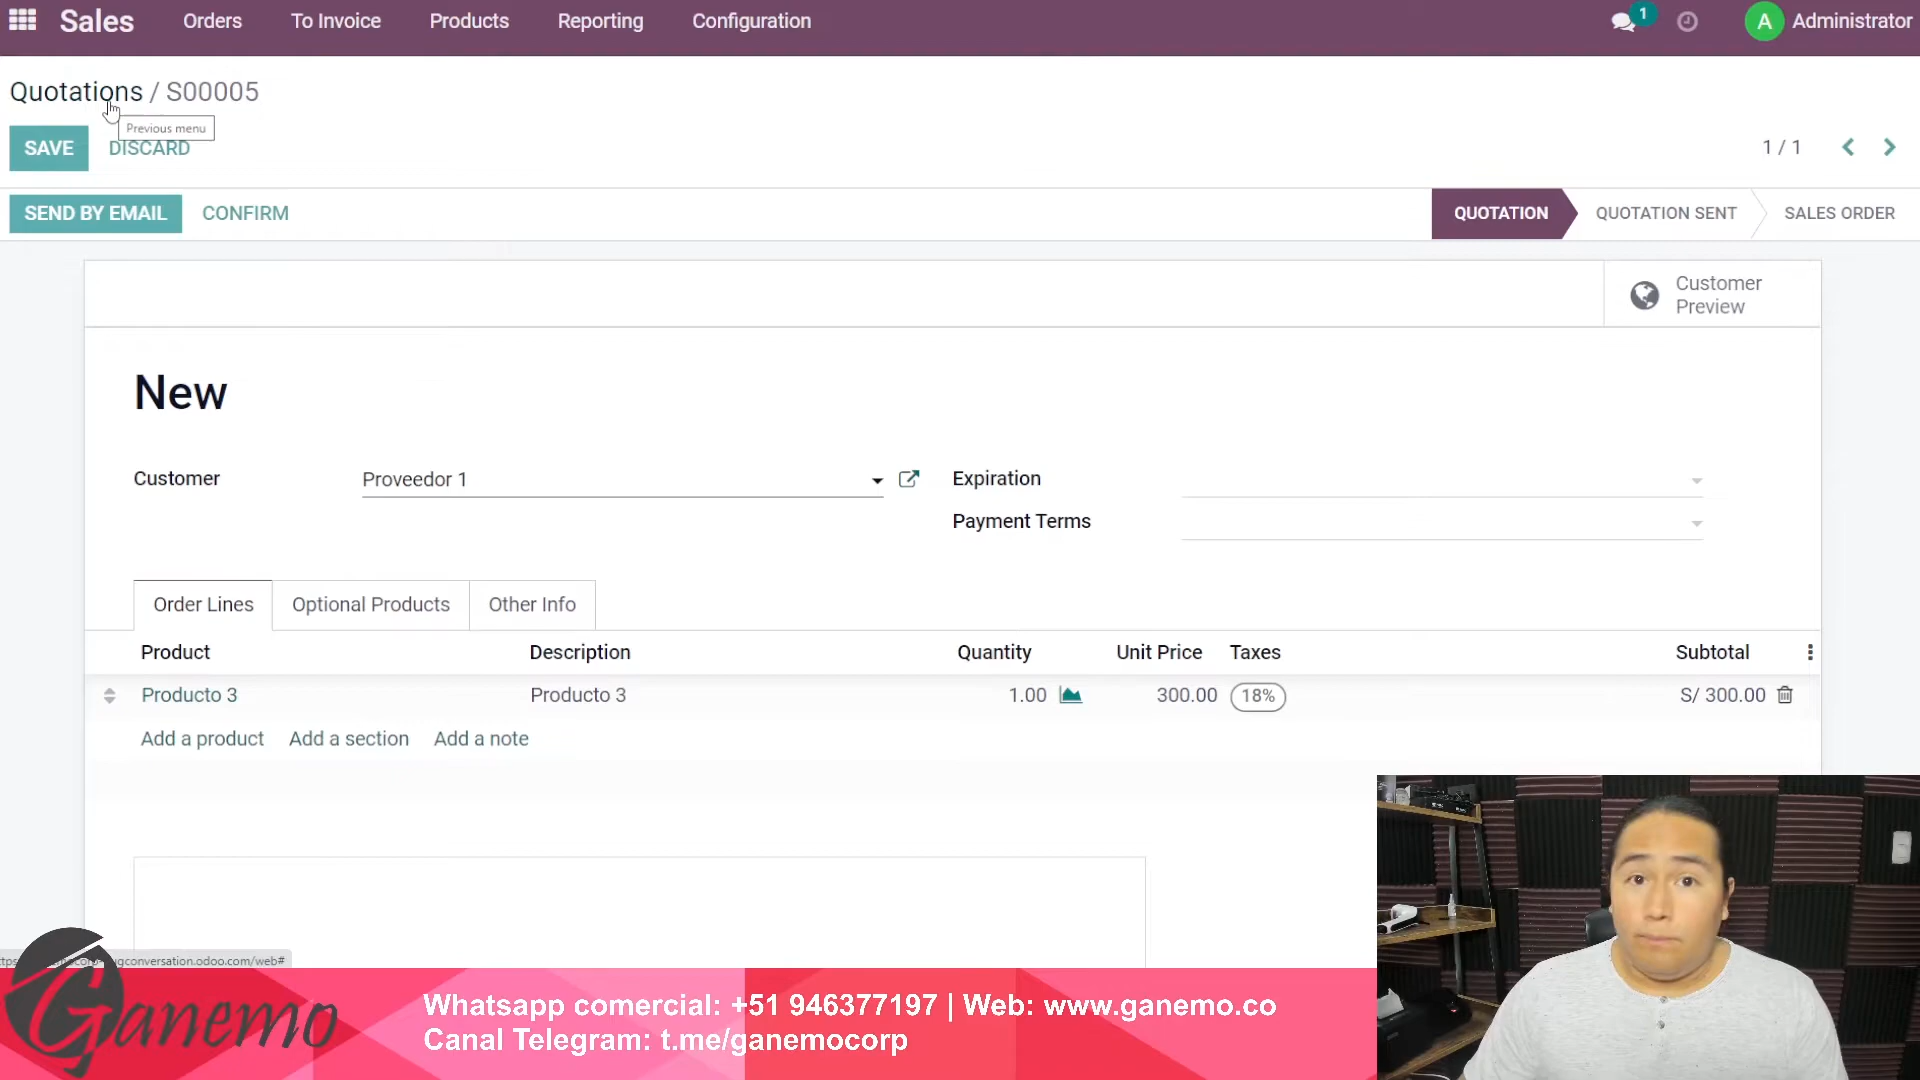 Sales Orders To Invoice Products Reporting Configuration 1 A Administrator
Quotations / S00005
Previous menu
SAVE DISCARD 1 / 1
SEND BY EMAIL CONFIRM QUOTATION QUOTATION SENT SALES ORDER
Customer
Preview
New
Customer Proveedor 1 Expiration
Payment Terms
Order Lines Optional Products Other Info
Product Description Quantity Unit Price Taxes Subtotal
Producto 3 Producto 3 1.00 300.00 18% S/ 300.00
Add a product Add a section Add a note
ugconversation.odoo.com/web#
Ganemo
Whatsapp comercial: +51 946377197 | Web: www.ganemo.co
Canal Telegram: t.me/ganemocorp